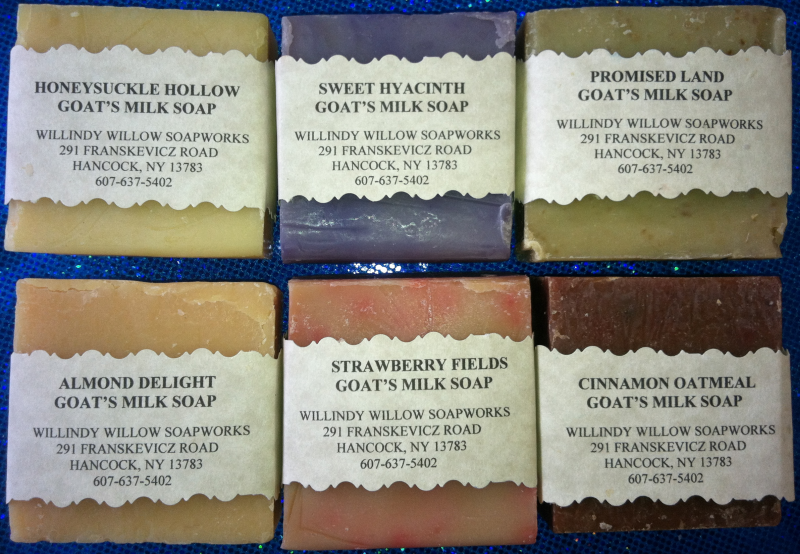 HONEYSUCKLE HOLLOW
GOAT'S MILK SOAP
WILLINDY WILLOW SOAPWORKS
291 FRANSKEVICZ ROAD
HANCOCK, NY 13783
607-637-5402
SWEET HYACINTH
GOAT'S MILK SOAP
WILLINDY WILLOW SOAPWORKS
291 FRANSKEVICZ ROAD
HANCOCK, NY 13783
607-637-5402
PROMISED LAND
GOAT'S MILK SOAP
WILLINDY WILLOW SOAPWORKS
291 FRANSKEVICZ ROAD
HANCOCK, NY 13783
607-637-5402
ALMOND DELIGHT
GOAT'S MILK SOAP
WILLINDY WILLOW SOAPWORKS
291 FRANSKEVICZ ROAD
HANCOCK, NY 13783
607-637-5402
STRAWBERRY FIELDS
GOAT'S MILK SOAP
WILLINDY WILLOW SOAPWORKS
291 FRANSKEVICZ ROAD
HANCOCK, NY 13783
607-637-5402
CINNAMON OATMEAL
GOAT'S MILK SOAP
WILLINDY WILLOW SOAPWORKS
291 FRANSKEVICZ ROAD
HANCOCK, NY 13783
607-637-5402